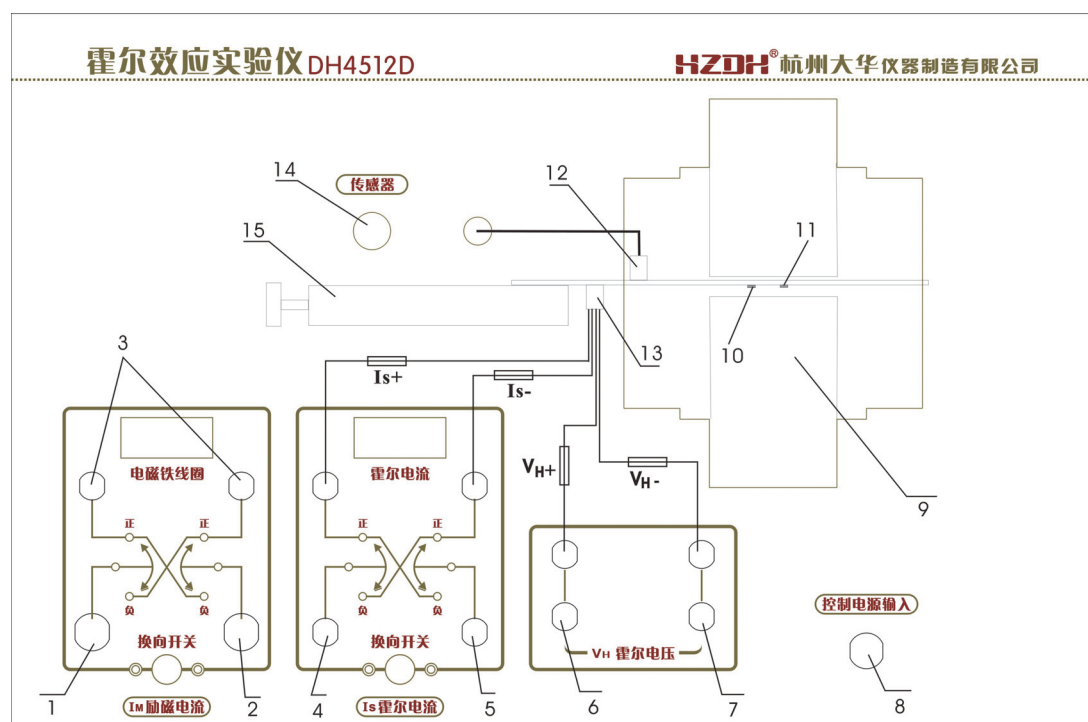 霍尔效应实验仪 DH4512D
HZDH®杭州大华仪器制造有限公司
14
传感器
12
15
11
3
13
10
Is+
Is-
电磁铁线圈
霍尔电流
VH+
VH-
9
正 正
正 正
负 负
负 负
控制电源输入
换向开关
换向开关
VH 霍尔电压
1
IM励磁电流
2
4
IS霍尔电流
5
6
7
8